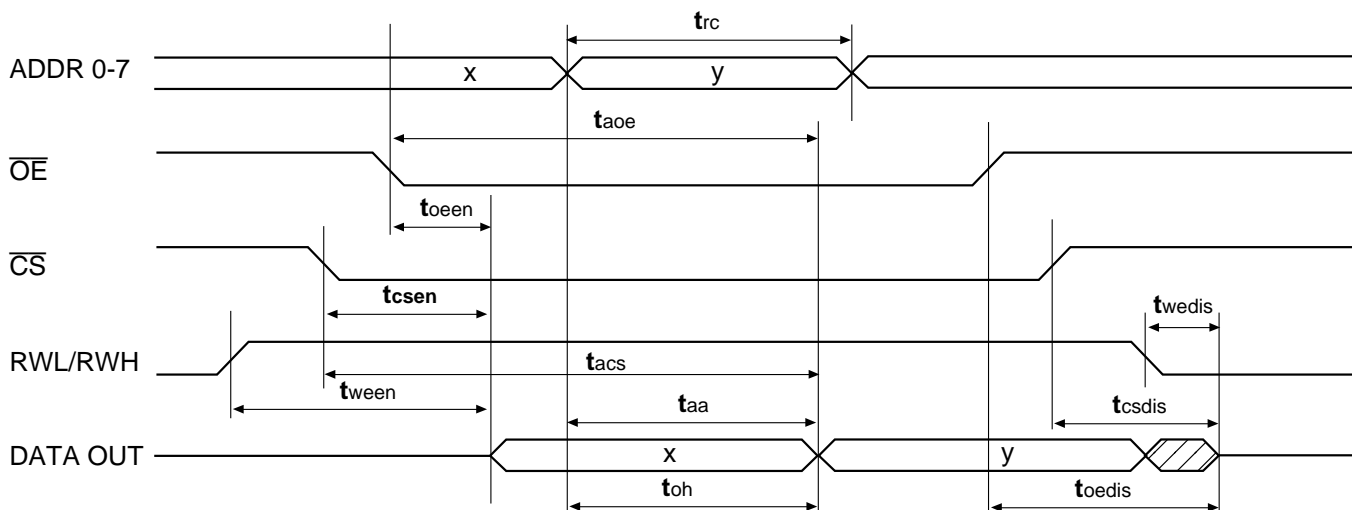 trc
ADDR 0-7
x
y
taoe
OE
toeen
CS
tcsen
twedis
RWL/RWH
tacs
tween
tcsdis
taa
DATA OUT
x
y
toh
toedis